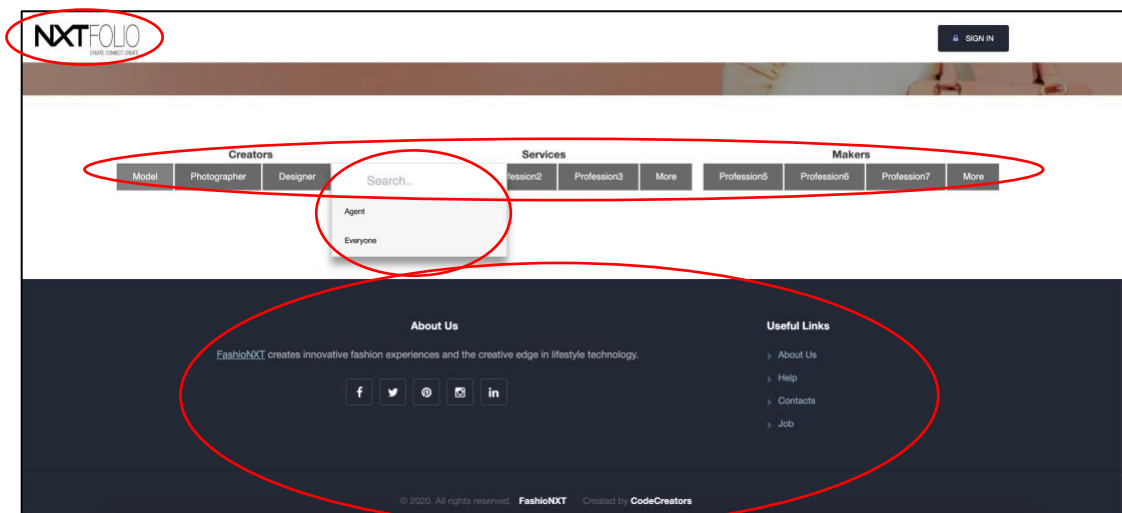 NXTFOLIO
CREATE. CONNECT. CREATE.
SIGN IN
Creators Services Makers
Model Photographer Designer Search.. fession2 Profession3 More Profession5 Profession6 Profession7 More
Agent
Everyone
About Us Useful Links
FashioNXT creates innovative fashion experiences and the creative edge in lifestyle technology.
› About Us
› Help
› Contacts
› Job
© 2020. All rights reserved. FashioNXT Created by CodeCreators